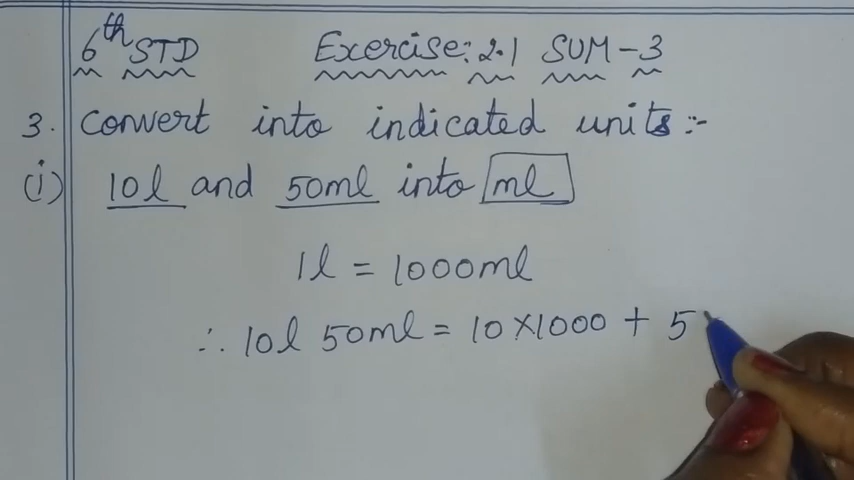 6th STD Exercise: 2.1 SUM-3
3. Convert into indicated units:-
(i) 10l and 50ml into ml
1l = 1000ml
∴ 10l 50ml = 10×1000 + 5